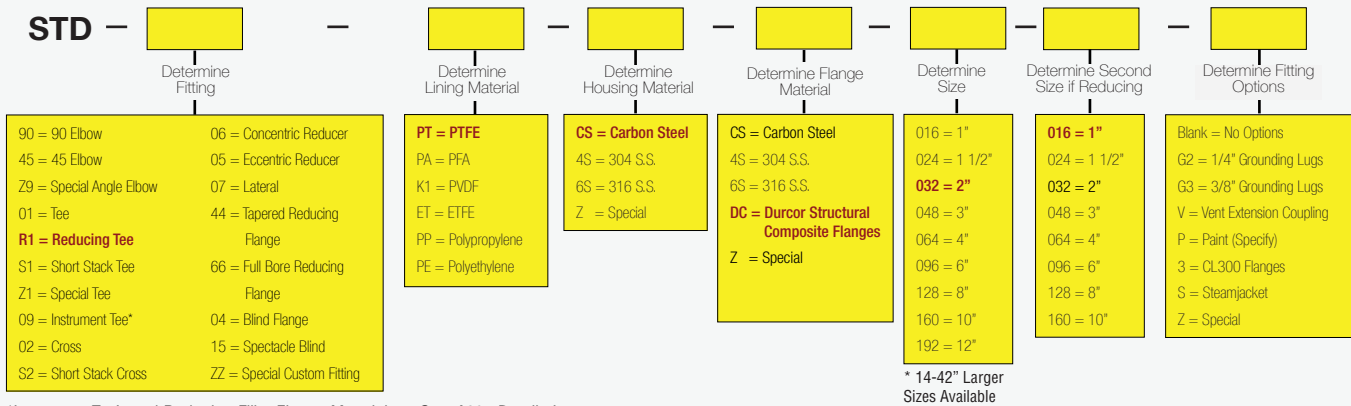 STD – – – – – – –
Determine
Fitting
Determine
Lining Material
Determine
Housing Material
Determine Flange
Material
Determine
Size
Determine Second
Size if Reducing
Determine Fitting
Options
90 = 90 Elbow
45 = 45 Elbow
Z9 = Special Angle Elbow
01 = Tee
R1 = Reducing Tee
S1 = Short Stack Tee
Z1 = Special Tee
09 = Instrument Tee*
02 = Cross
S2 = Short Stack Cross
06 = Concentric Reducer
05 = Eccentric Reducer
07 = Lateral
44 = Tapered Reducing
Flange
66 = Full Bore Reducing
Flange
04 = Blind Flange
15 = Spectacle Blind
ZZ = Special Custom Fitting
PT = PTFE
PA = PFA
K1 = PVDF
ET = ETFE
PP = Polypropylene
PE = Polyethylene
CS = Carbon Steel
4S = 304 S.S.
6S = 316 S.S.
Z = Special
CS = Carbon Steel
4S = 304 S.S.
6S = 316 S.S.
DC = Durcor Structural
Composite Flanges
Z = Special
016 = 1"
024 = 1 1/2"
032 = 2"
048 = 3"
064 = 4"
096 = 6"
128 = 8"
160 = 10"
192 = 12"
* 14-42” Larger
Sizes Available
016 = 1"
024 = 1 1/2"
032 = 2"
048 = 3"
064 = 4"
096 = 6"
128 = 8"
160 = 10"
Blank = No Options
G2 = 1/4" Grounding Lugs
G3 = 3/8" Grounding Lugs
V = Vent Extension Coupling
P = Paint (Specify)
3 = CL300 Flanges
S = Steamjacket
Z = Special